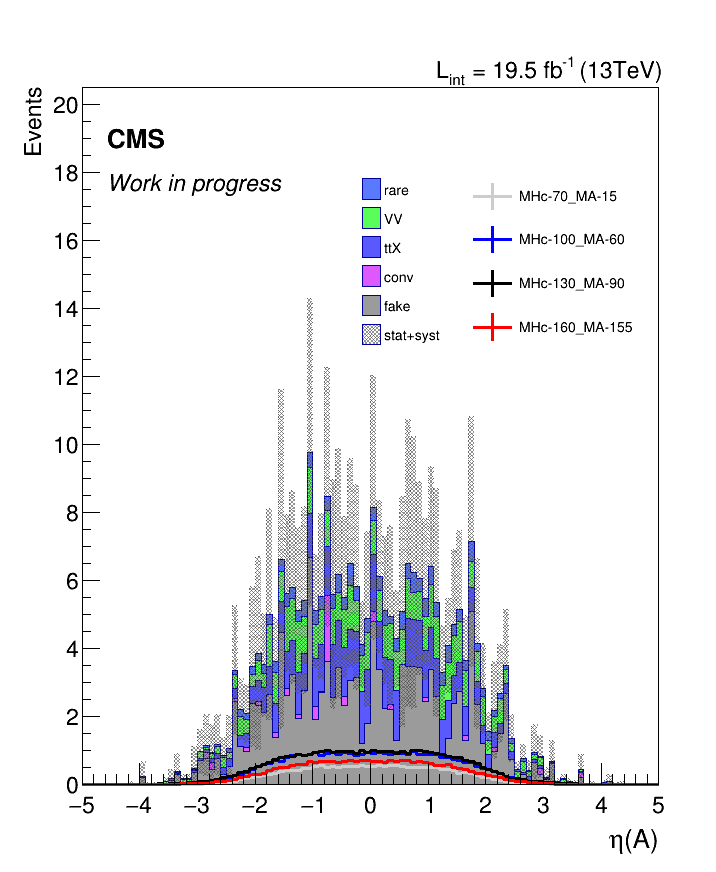 L_int = 19.5 fb^-1 (13TeV)
Events
20
CMS
18
Work in progress
rare
MHc-70_MA-15
VV
16
MHc-100_MA-60
ttX
conv
MHc-130_MA-90
14
fake
MHc-160_MA-155
stat+syst
12
10
8
6
4
2
0
−5 −4 −3 −2 −1 0 1 2 3 4 5
η(A)